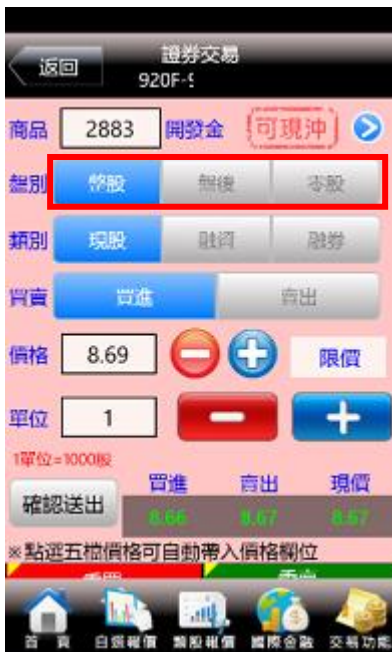 返回
證券交易
920F-
商品 2883 開發金 可現沖
盤別 整股 盤後 零股
類別 現股 融資 融券
買賣 買進 賣出
價格 8.69 限價
單位 1
1單位=1000股
買進 賣出 現價
確認送出 8.66 8.67 8.67
※點選五檔價格可自動帶入價格欄位
首頁 自選報價 類股報價 國際金融 交易功能